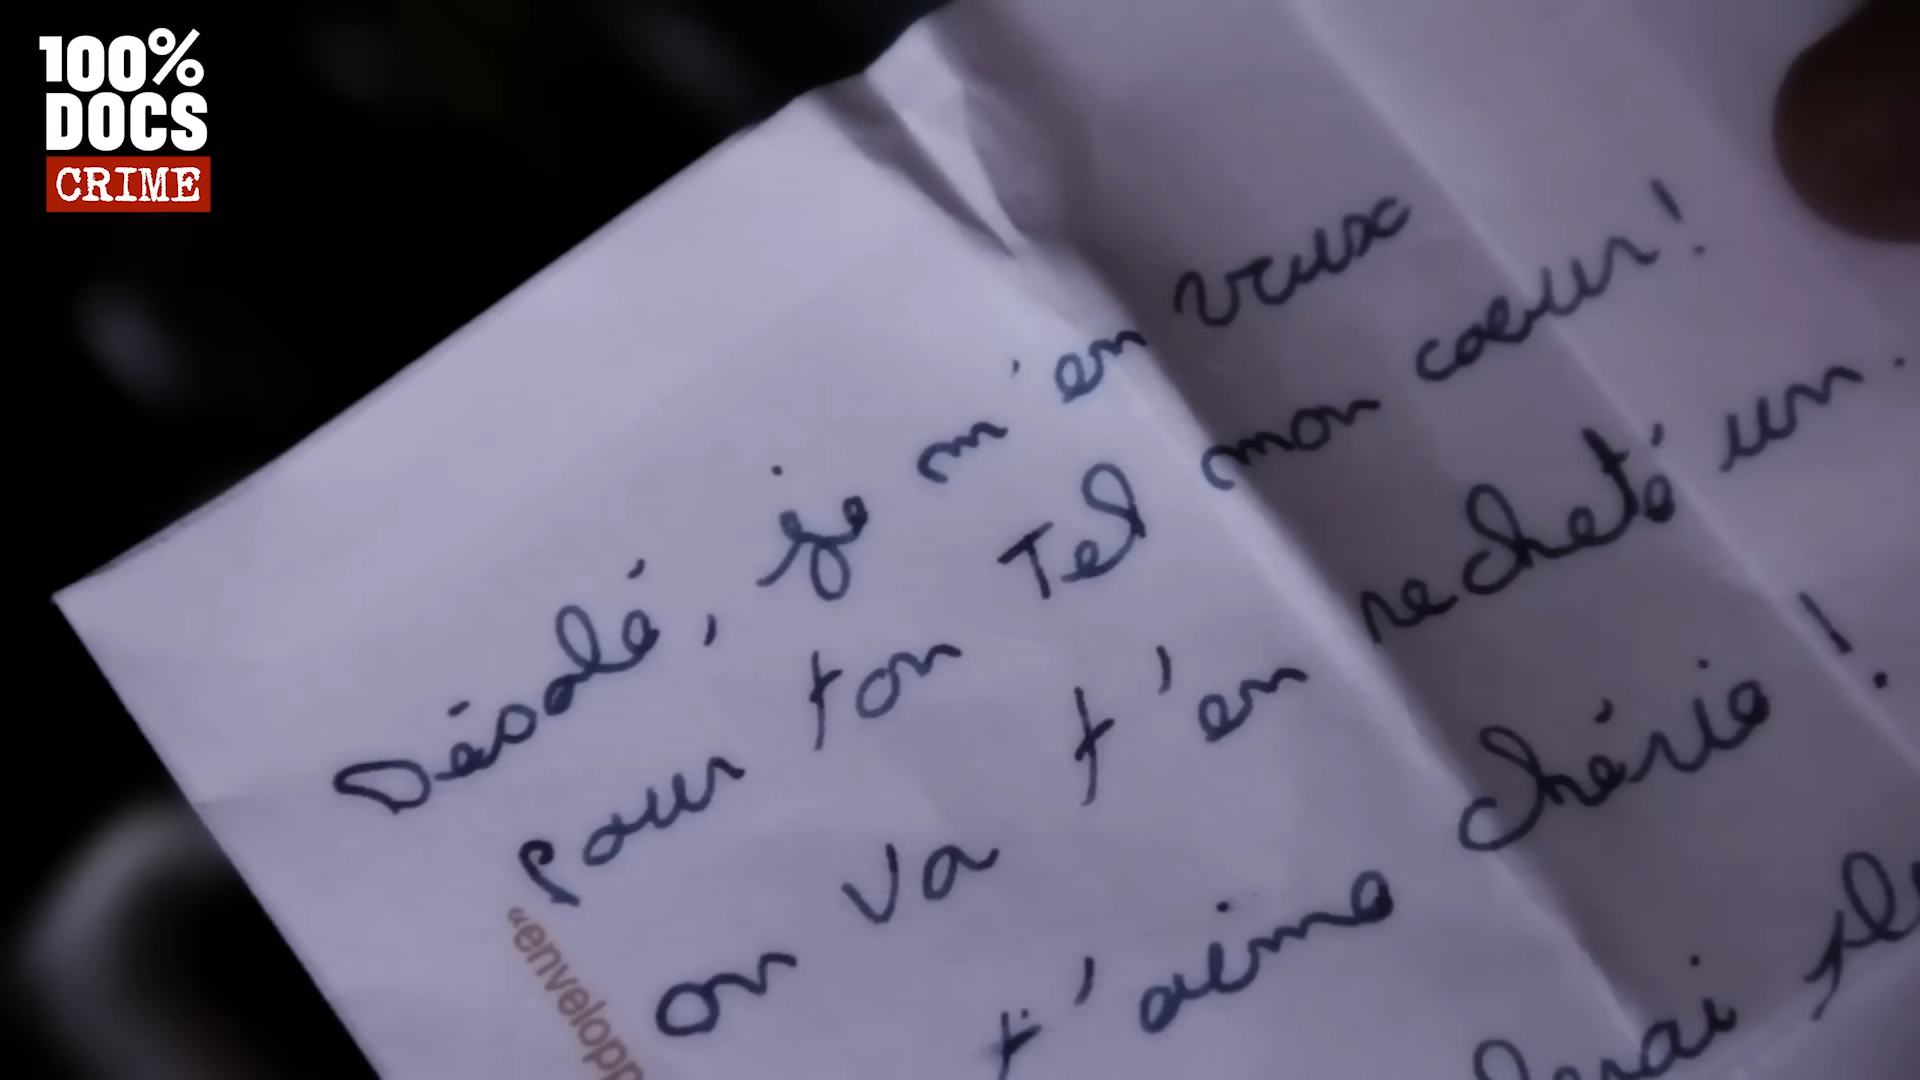 100%
DOCS
CRIME
Désolé, je m'en veux
pour ton Tel mon coeur!
on va t'en racheté un.
t'aime chérie!
«envelopp